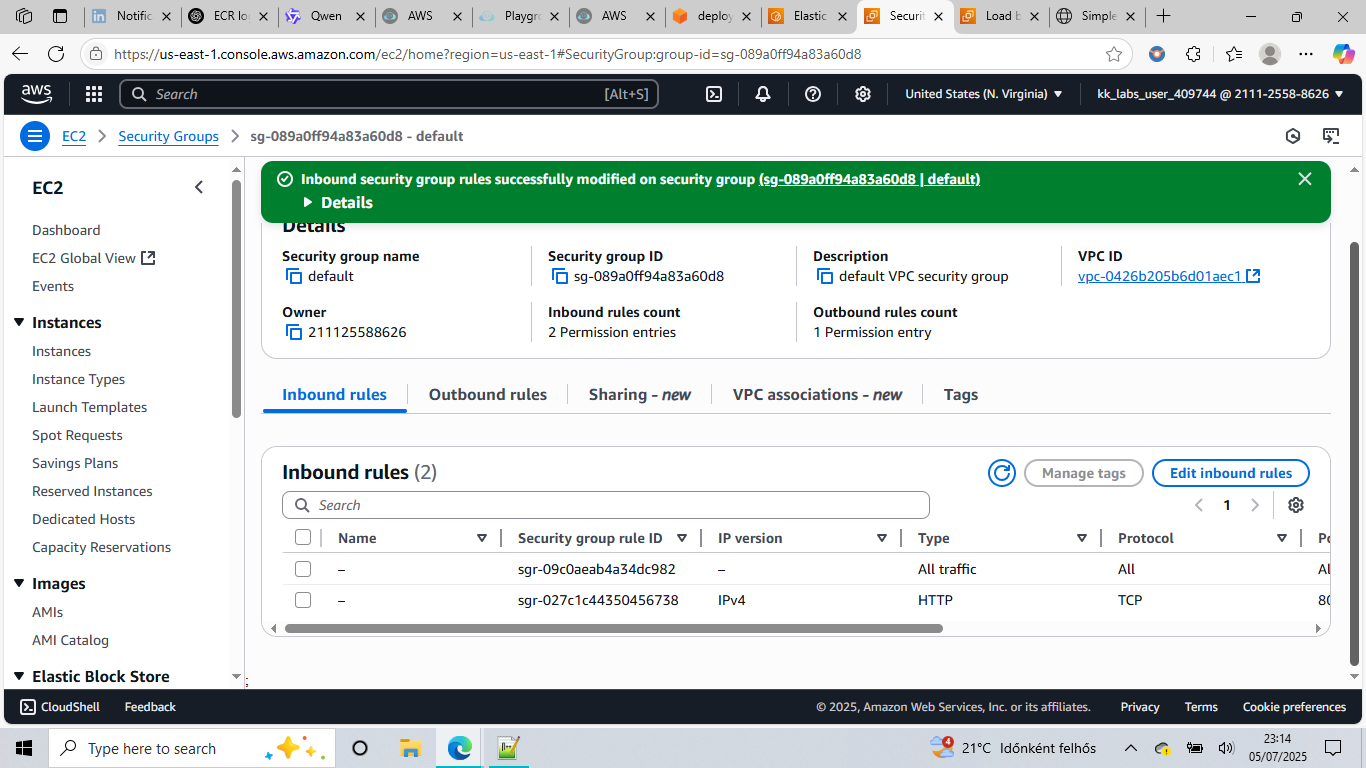 Notific
ECR lo
Qwen
AWS
Playgr
AWS
deploy
Elastic
Securit
Load b
Simple
https://us-east-1.console.aws.amazon.com/ec2/home?region=us-east-1#SecurityGroup:group-id=sg-089a0ff94a83a60d8
aws
Search
[Alt+S]
United States (N. Virginia)
kk_labs_user_409744 @ 2111-2558-8626
EC2
Security Groups
sg-089a0ff94a83a60d8 - default
EC2
Dashboard
EC2 Global View
Events
Instances
Instances
Instance Types
Launch Templates
Spot Requests
Savings Plans
Reserved Instances
Dedicated Hosts
Capacity Reservations
Images
AMIs
AMI Catalog
Elastic Block Store
Inbound security group rules successfully modified on security group (sg-089a0ff94a83a60d8 | default)
Details
Details
Security group name
default
Security group ID
sg-089a0ff94a83a60d8
Description
default VPC security group
VPC ID
vpc-0426b205b6d01aec1
Owner
211125588626
Inbound rules count
2 Permission entries
Outbound rules count
1 Permission entry
Inbound rules
Outbound rules
Sharing - new
VPC associations - new
Tags
Inbound rules (2)
Manage tags
Edit inbound rules
Search
1
Name
Security group rule ID
IP version
Type
Protocol
Po
–
sgr-09c0aeab4a34dc982
–
All traffic
All
Al
–
sgr-027c1c44350456738
IPv4
HTTP
TCP
80
CloudShell
Feedback
© 2025, Amazon Web Services, Inc. or its affiliates.
Privacy
Terms
Cookie preferences
Type here to search
4
21°C Időnként felhős
23:14
05/07/2025